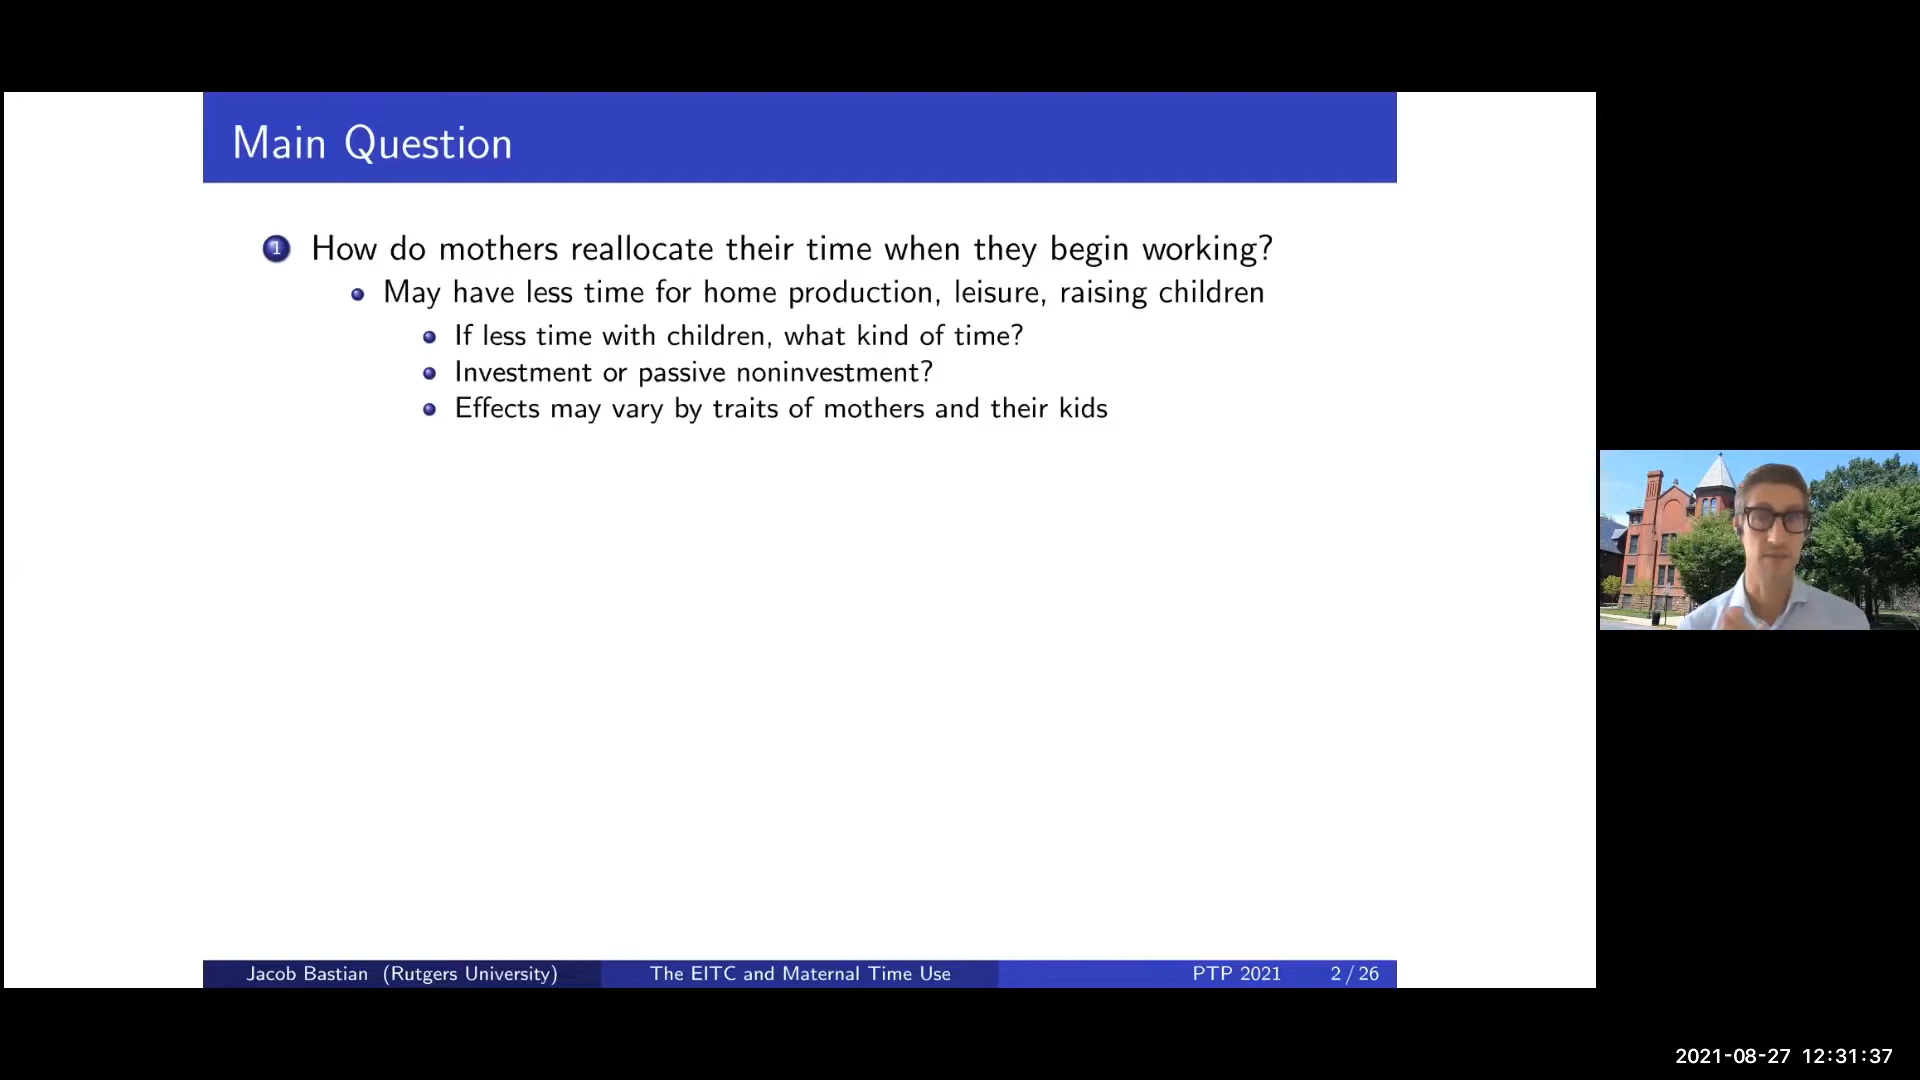 Main Question
1 How do mothers reallocate their time when they begin working?
May have less time for home production, leisure, raising children
If less time with children, what kind of time?
Investment or passive noninvestment?
Effects may vary by traits of mothers and their kids
Jacob Bastian (Rutgers University) The EITC and Maternal Time Use PTP 2021 2 / 26
2021-08-27 12:31:37